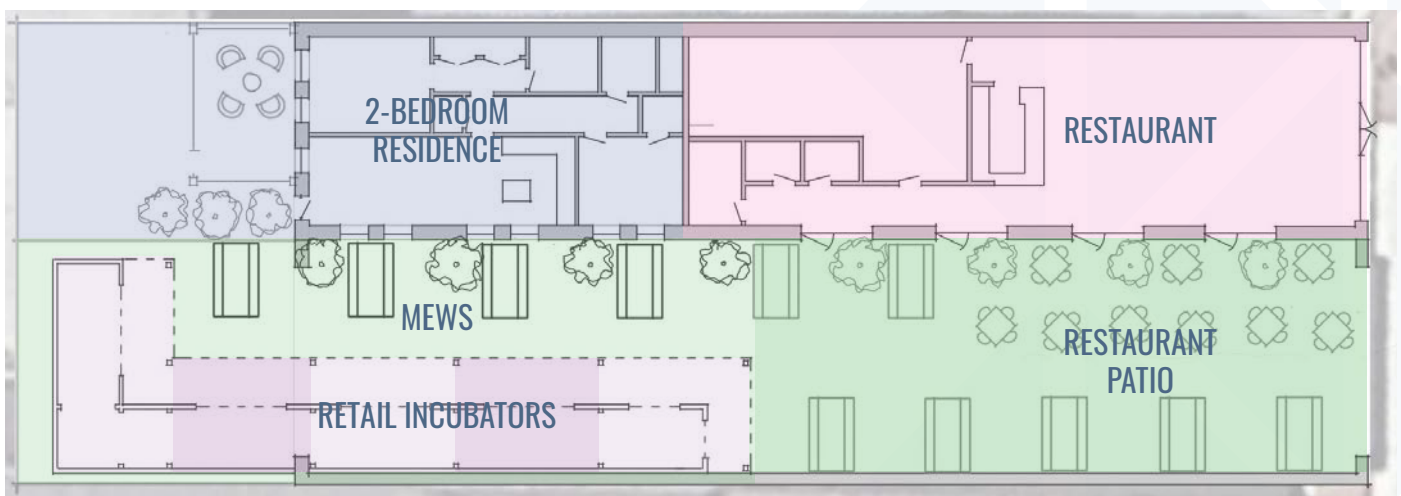 2-BEDROOM
RESIDENCE
RESTAURANT
MEWS
RESTAURANT
PATIO
RETAIL INCUBATORS